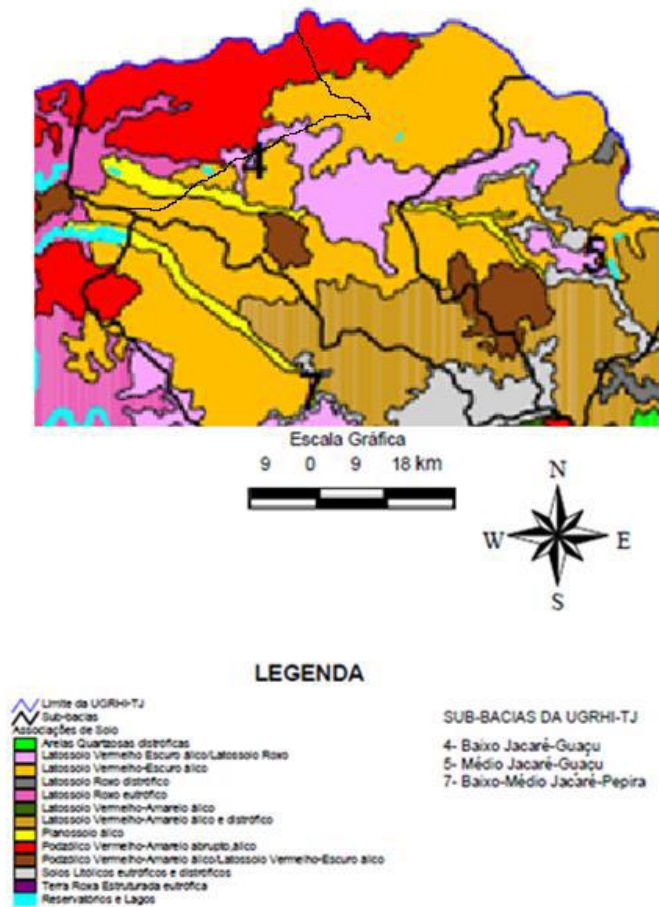 4
5
7
Escala Gráfica
9 0 9 18 km
N
W E
S
LEGENDA
Limite da UGRHI-TJ
Sub-bacias
Associações de Solo
Areias Quartzosas distróficas
Latossolo Vermelho Escuro álico/Latossolo Roxo
Latossolo Vermelho-Escuro álico
Latossolo Roxo distrófico
Latossolo Roxo eutrófico
Latossolo Vermelho-Amarelo álico
Latossolo Vermelho-Amarelo álico e distrófico
Planossolo álico
Podzólico Vermelho-Amarelo abrupto,álico
Podzólico Vermelho-Amarelo álico/Latossolo Vermelho-Escuro álico
Solos Litólicos eutróficos e distróficos
Terra Roxa Estruturada eutrófica
Reservatórios e Lagos
SUB-BACIAS DA UGRHI-TJ
4- Baixo Jacaré-Guaçu
5- Médio Jacaré-Guaçu
7- Baixo-Médio Jacaré-Pepira